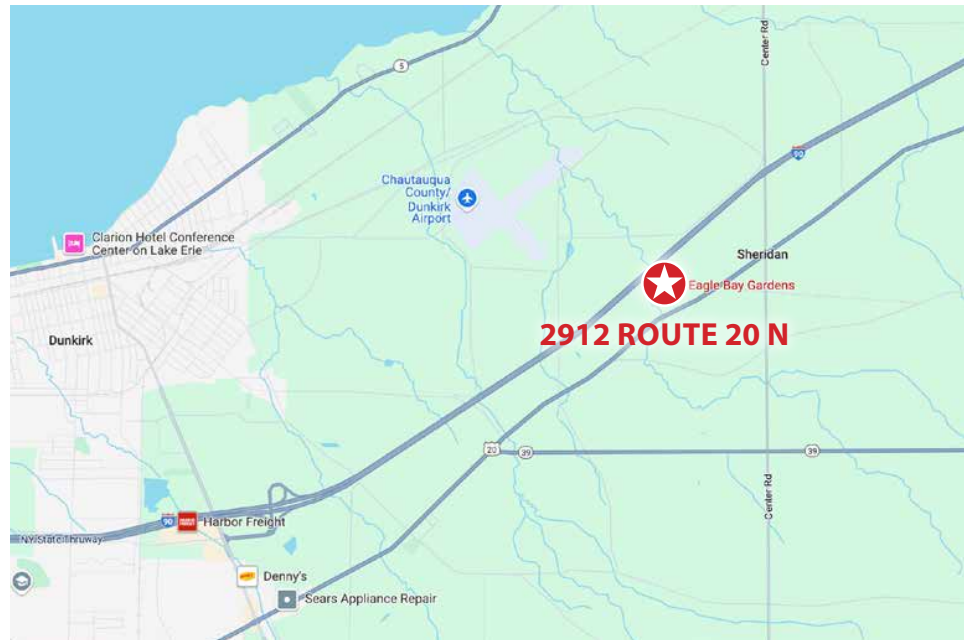 5
Center Rd
90
Chautauqua
County/
Dunkirk
Airport
Clarion Hotel Conference
Center on Lake Erie
Sheridan
Eagle Bay Gardens
2912 ROUTE 20 N
Dunkirk
20
39
39
Center Rd
90
Harbor Freight
NY State Thruway
Denny's
Sears Appliance Repair